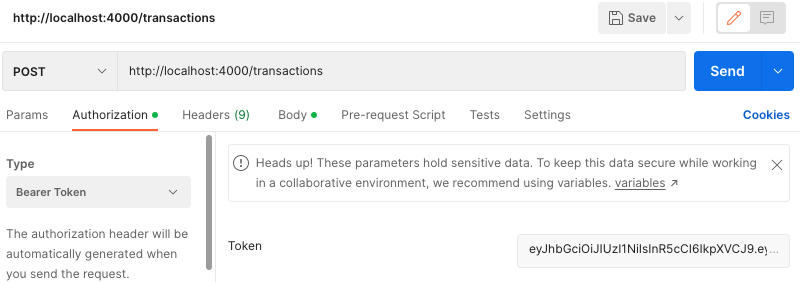 http://localhost:4000/transactions
Save
POST
http://localhost:4000/transactions
Send
Params Authorization Headers (9) Body Pre-request Script Tests Settings Cookies
Type
Bearer Token
The authorization header will be
automatically generated when
you send the request.
Heads up! These parameters hold sensitive data. To keep this data secure while working
in a collaborative environment, we recommend using variables. variables ↗
Token
eyJhbGciOiJIUzI1NiIsInR5cCI6IkpXVCJ9.ey...